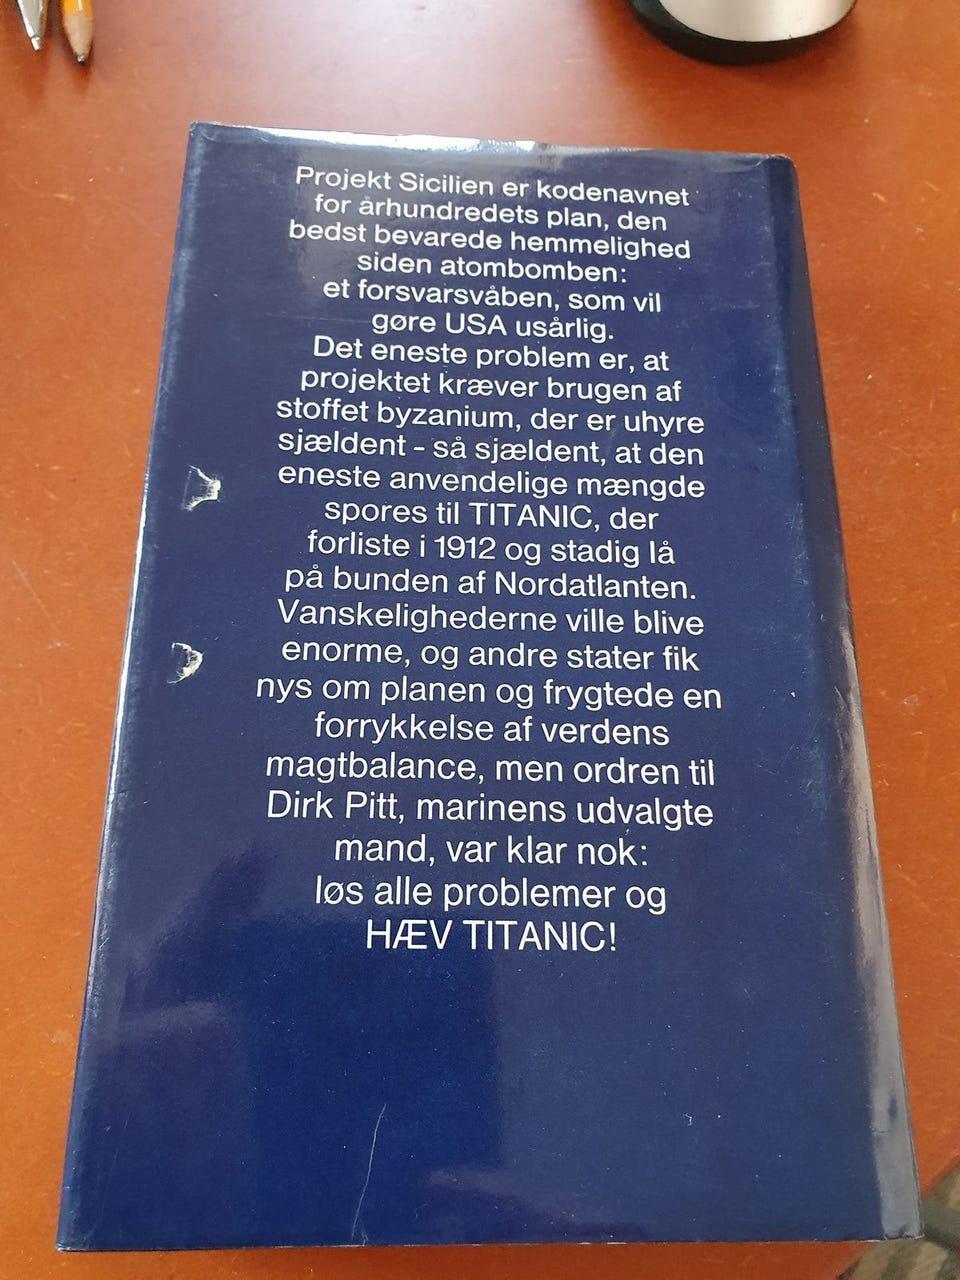 Projekt Sicilien er kodenavnet
for århundredets plan, den
bedst bevarede hemmelighed
siden atombomben:
et forsvarsvåben, som vil
gøre USA usårlig.
Det eneste problem er, at
projektet kræver brugen af
stoffet byzanium, der er uhyre
sjældent - så sjældent, at den
eneste anvendelige mængde
spores til TITANIC, der
forliste i 1912 og stadig lå
på bunden af Nordatlanten.
Vanskelighederne ville blive
enorme, og andre stater fik
nys om planen og frygtede en
forrykkelse af verdens
magtbalance, men ordren til
Dirk Pitt, marinens udvalgte
mand, var klar nok:
løs alle problemer og
HÆV TITANIC!